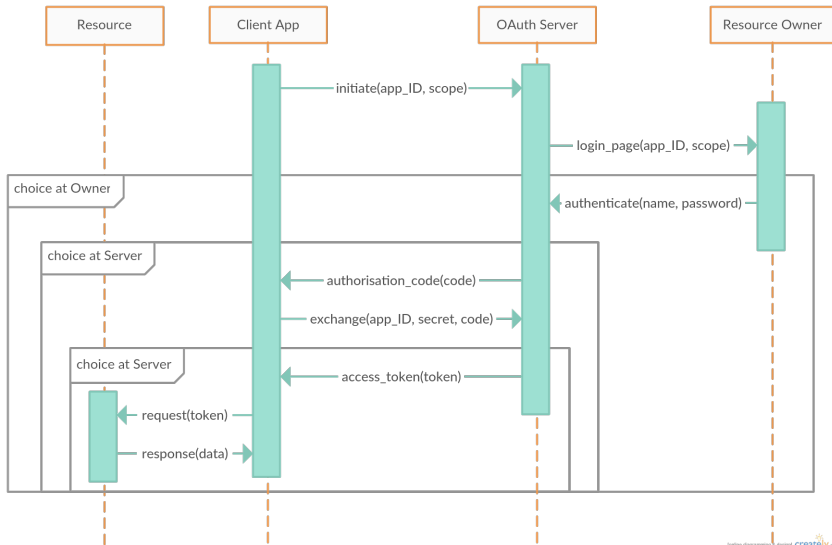 Resource
Client App
OAuth Server
Resource Owner
initiate(app_ID, scope)
login_page(app_ID, scope)
choice at Owner
authenticate(name, password)
choice at Server
authorisation_code(code)
exchange(app_ID, secret, code)
choice at Server
access_token(token)
request(token)
response(data)